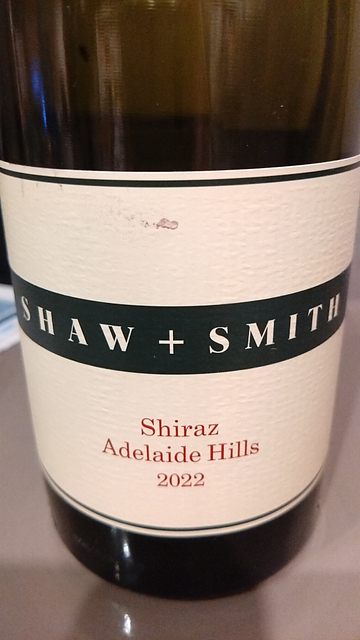 SHAW + SMITH
Shiraz
Adelaide Hills
2022